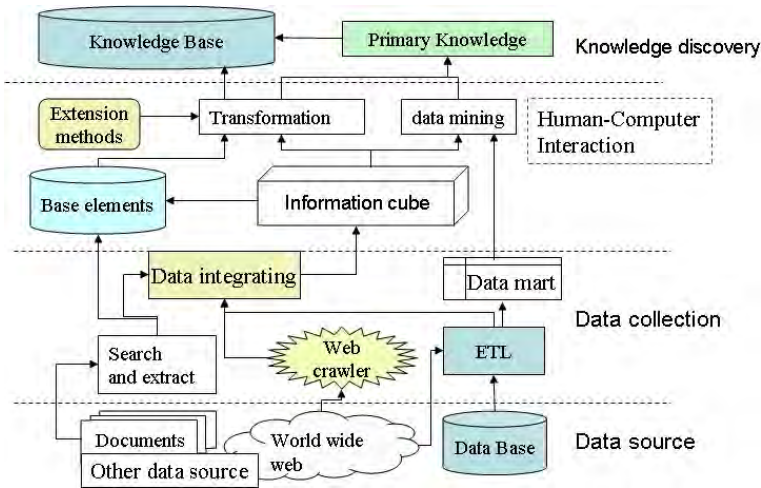 Knowledge Base
Primary Knowledge
Knowledge discovery
Extension
methods
Transformation
data mining
Human-Computer
Interaction
Base elements
Information cube
Data integrating
Data mart
Data collection
Search
and extract
Web
crawler
ETL
Documents
Other data source
World wide
web
Data Base
Data source